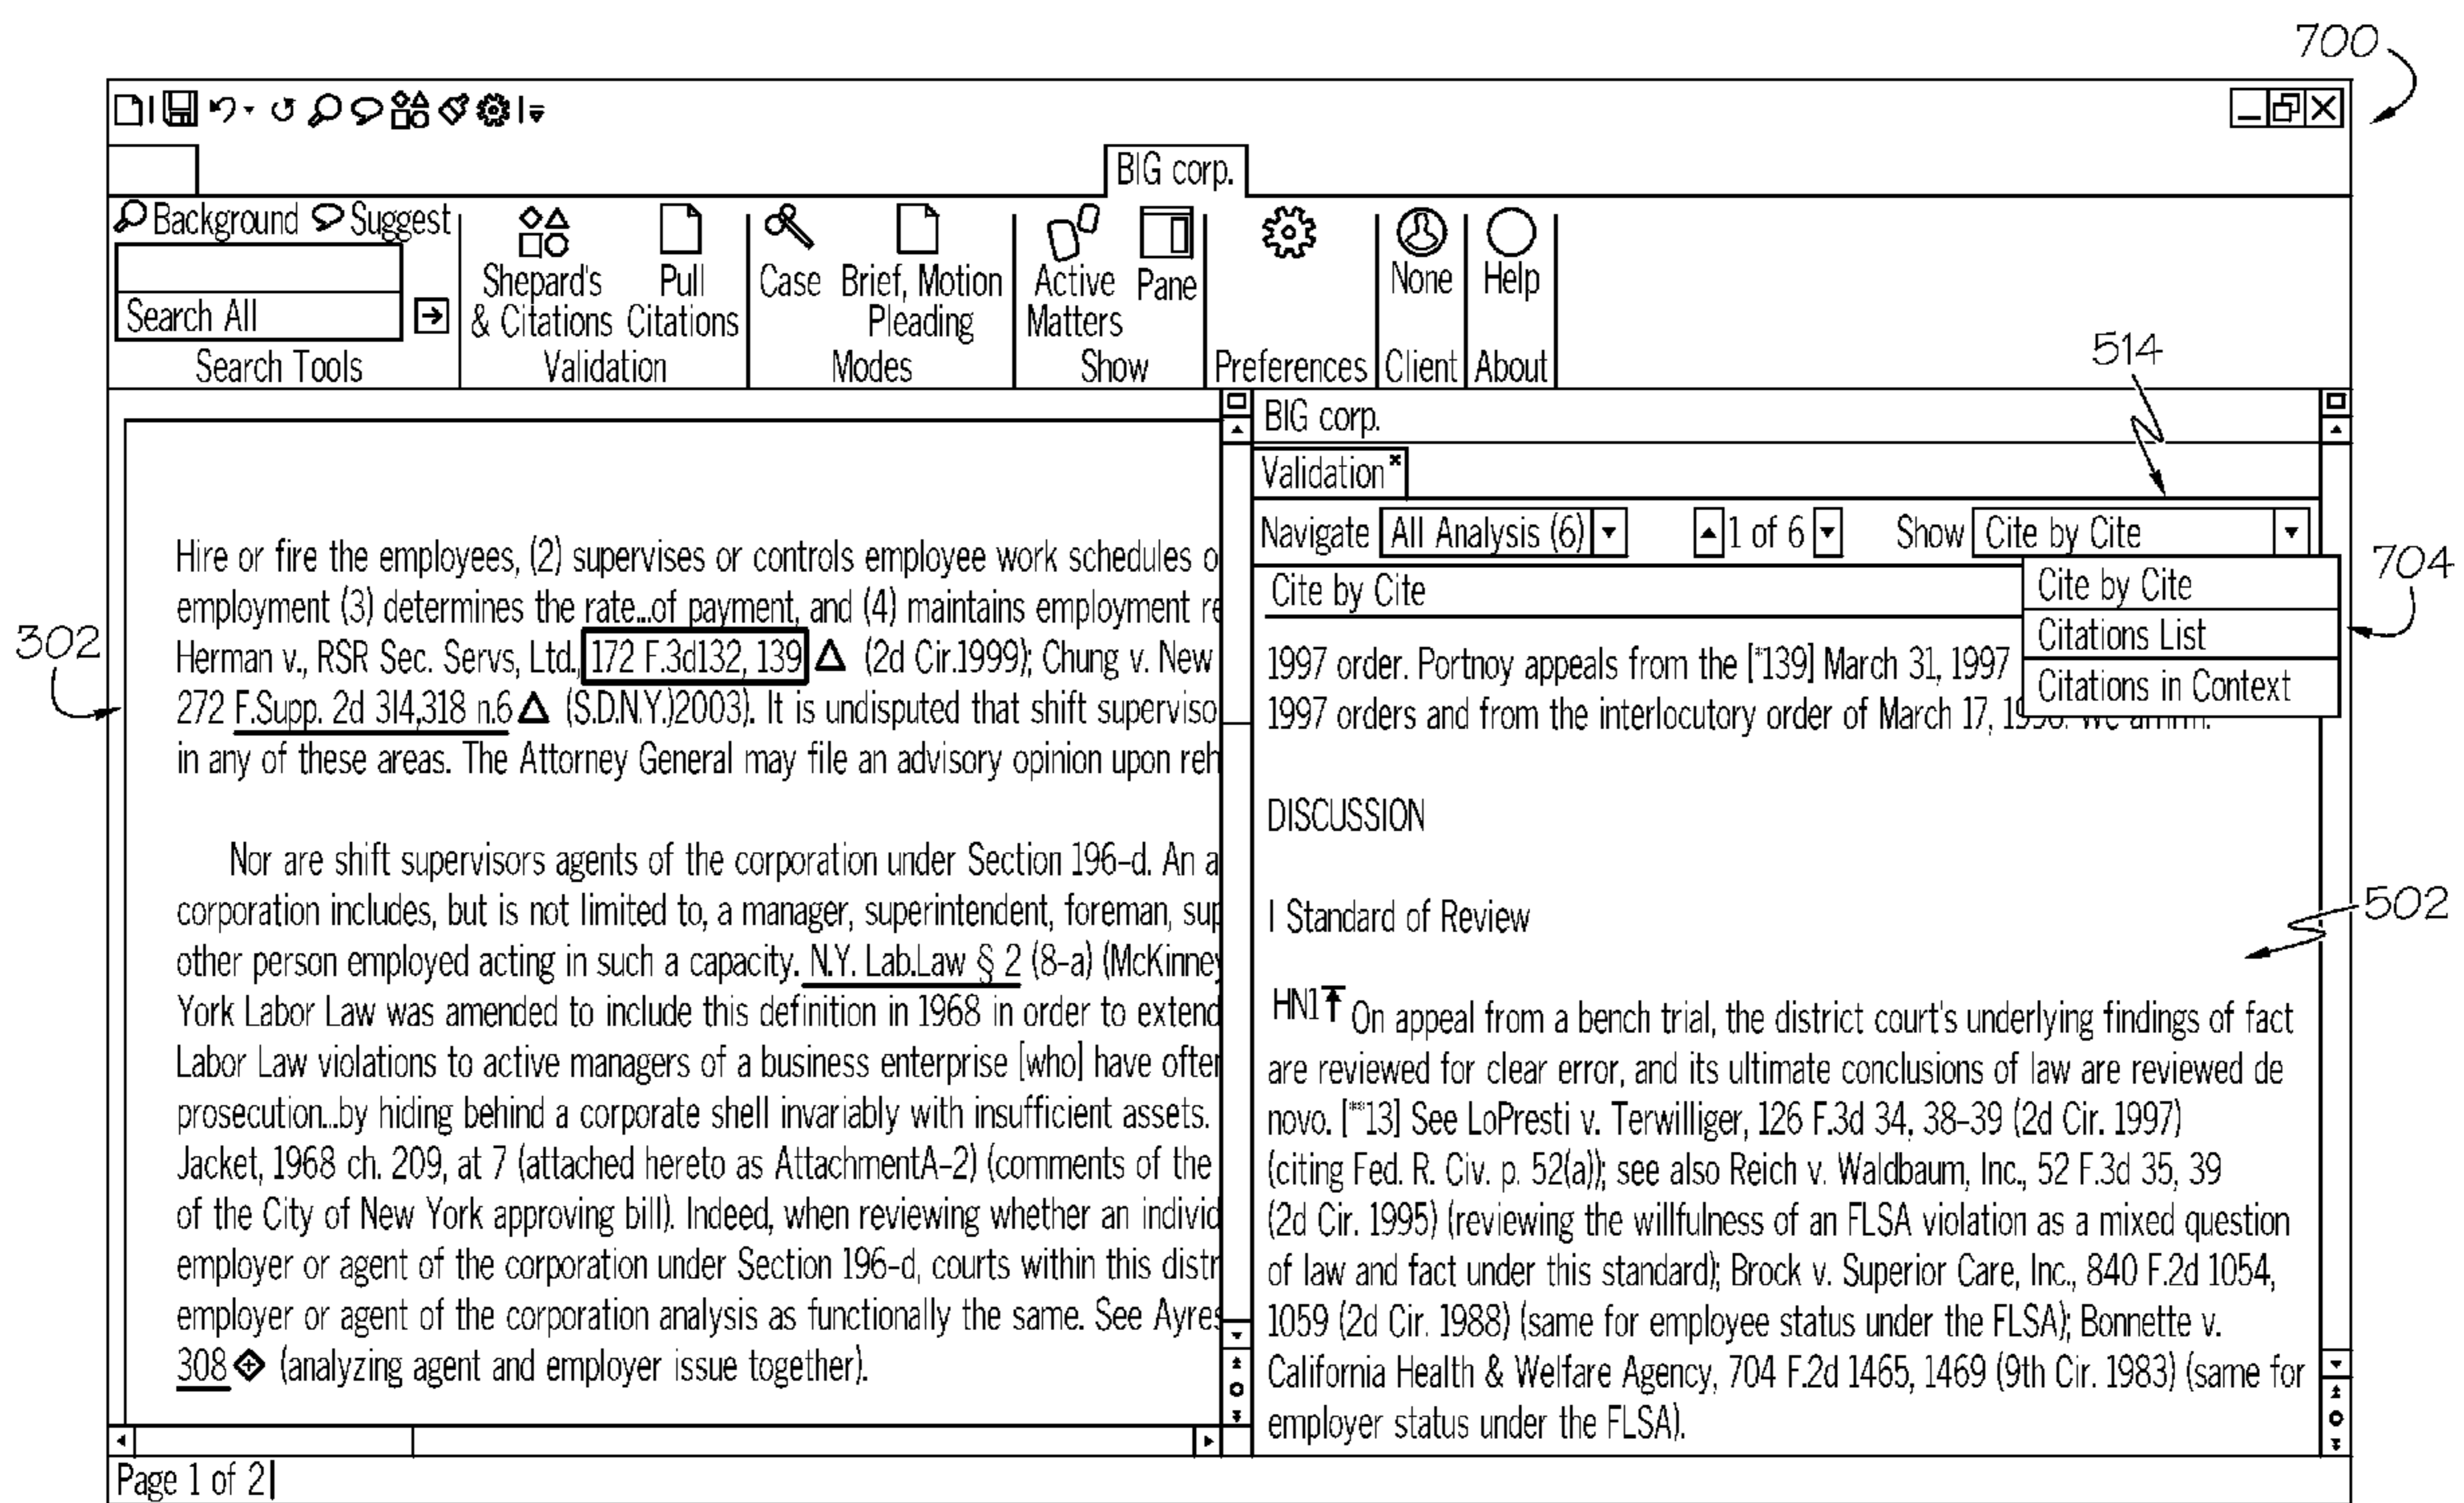 700
BIG corp.
Background Suggest
Search All
Search Tools
Shepard's & Citations
Pull Citations
Validation
Case
Brief, Motion Pleading
Modes
Active Matters
Pane
Show
Preferences
None
Client
Help
About
514
704
302
502
Hire or fire the employees, (2) supervises or controls employee work schedules o
employment (3) determines the rate...of payment, and (4) maintains employment re
Herman v., RSR Sec. Servs, Ltd., 172 F.3d132, 139 (2d Cir.1999); Chung v. New
272 F.Supp. 2d 3l4,318 n.6 (S.D.N.Y.)2003). It is undisputed that shift superviso
in any of these areas. The Attorney General may file an advisory opinion upon reh
Nor are shift supervisors agents of the corporation under Section 196-d. An a
corporation includes, but is not limited to, a manager, superintendent, foreman, sup
other person employed acting in such a capacity. N.Y. Lab.Law § 2 (8-a) (McKinney
York Labor Law was amended to include this definition in 1968 in order to extend
Labor Law violations to active managers of a business enterprise [who] have ofter
prosecution...by hiding behind a corporate shell invariably with insufficient assets.
Jacket, 1968 ch. 209, at 7 (attached hereto as AttachmentA-2) (comments of the
of the City of New York approving bill). Indeed, when reviewing whether an individ
employer or agent of the corporation under Section 196-d, courts within this distr
employer or agent of the corporation analysis as functionally the same. See Ayres
308 (analyzing agent and employer issue together).
Page 1 of 2
BIG corp.
Validation x
Navigate All Analysis (6) 1 of 6 Show Cite by Cite
Cite by Cite
Cite by Cite
Citations List
Citations in Context
1997 order. Portnoy appeals from the [*139] March 31, 1997
1997 orders and from the interlocutory order of March 17,
DISCUSSION
I Standard of Review
HN1 On appeal from a bench trial, the district court's underlying findings of fact
are reviewed for clear error, and its ultimate conclusions of law are reviewed de
novo. [**13] See LoPresti v. Terwilliger, 126 F.3d 34, 38-39 (2d Cir. 1997)
(citing Fed. R. Civ. p. 52(a)); see also Reich v. Waldbaum, Inc., 52 F.3d 35, 39
(2d Cir. 1995) (reviewing the willfulness of an FLSA violation as a mixed question
of law and fact under this standard); Brock v. Superior Care, Inc., 840 F.2d 1054,
1059 (2d Cir. 1988) (same for employee status under the FLSA); Bonnette v.
California Health & Welfare Agency, 704 F.2d 1465, 1469 (9th Cir. 1983) (same for
employer status under the FLSA).